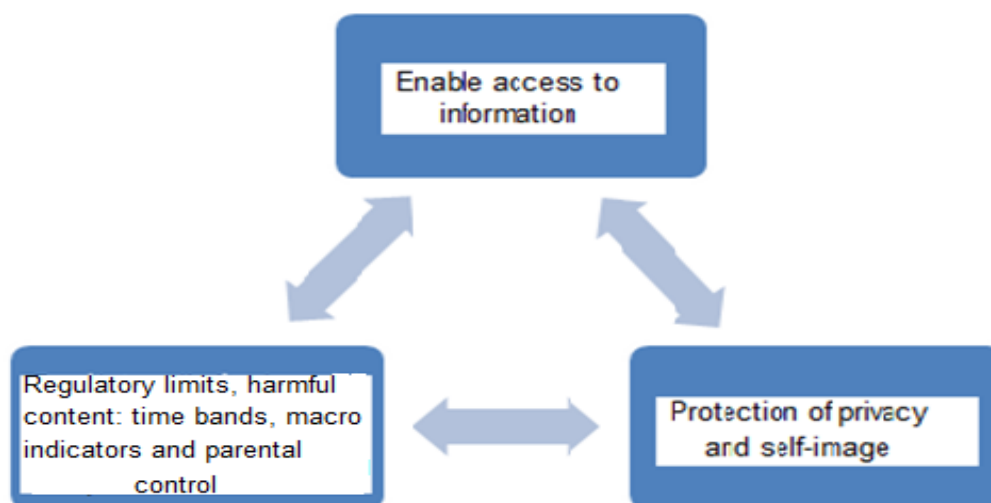 Enable access to
information
Regulatory limits, harmful
content: time bands, macro
indicators and parental
control
Protection of privacy
and self-image